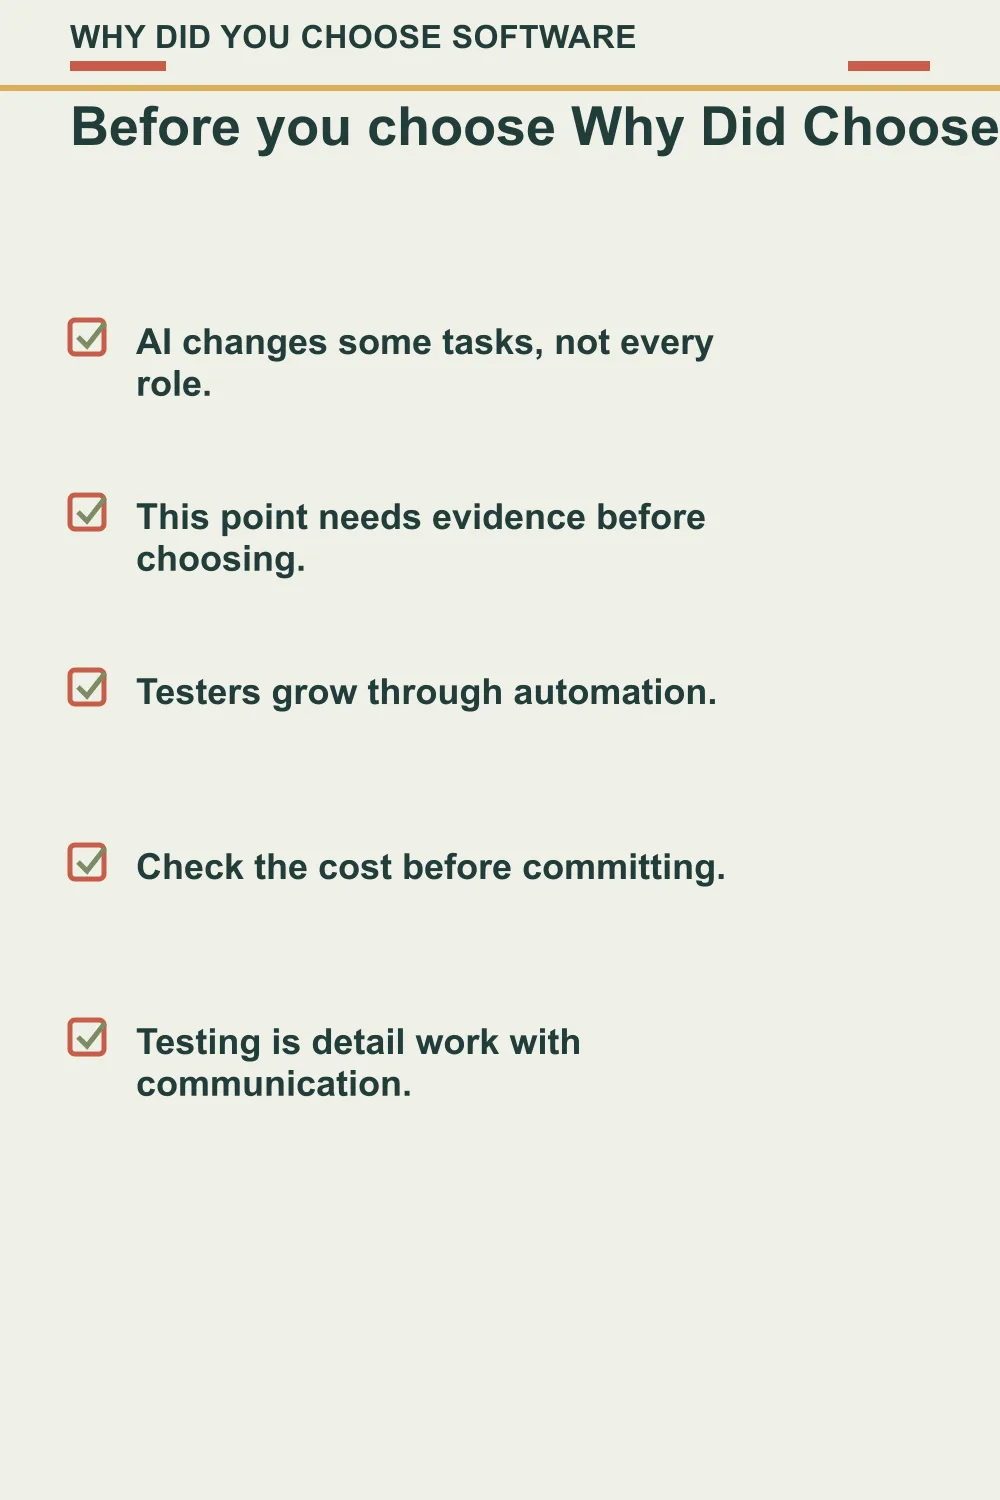 WHY DID YOU CHOOSE SOFTWARE
Before you choose Why Did Choose
AI changes some tasks, not every
role.
This point needs evidence before
choosing.
Testers grow through automation.
Check the cost before committing.
Testing is detail work with
communication.